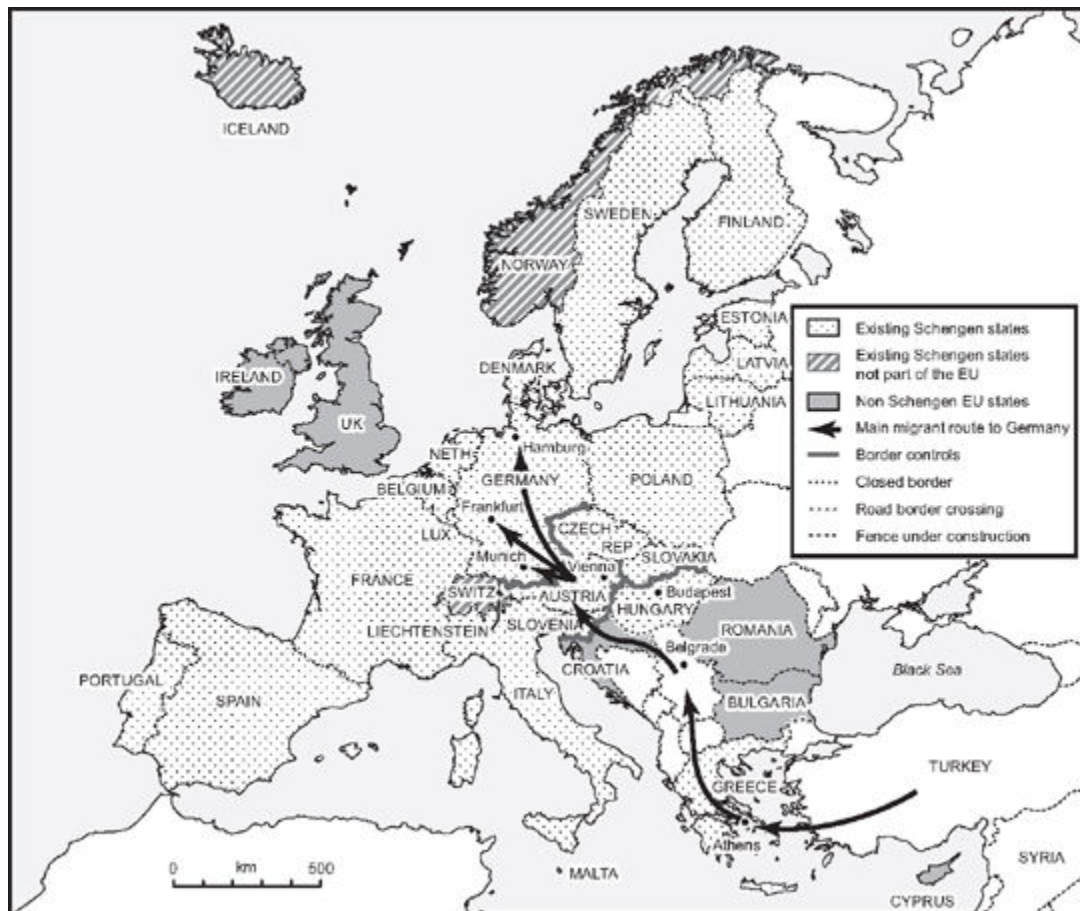 ICELAND
SWEDEN
FINLAND
NORWAY
ESTONIA
LATVIA
LITHUANIA
DENMARK
IRELAND
UK
NETH
Hamburg
GERMANY
POLAND
BELGIUM
Frankfurt
LUX
CZECH
REP
SLOVAKIA
Munich
Vienna
FRANCE
SWITZ
AUSTRIA
Budapest
HUNGARY
LIECHTENSTEIN
SLOVENIA
ROMANIA
Belgrade
CROATIA
Black Sea
PORTUGAL
SPAIN
ITALY
BULGARIA
TURKEY
GREECE
Athens
SYRIA
MALTA
CYPRUS
0 km 500
Existing Schengen states
Existing Schengen states
not part of the EU
Non Schengen EU states
Main migrant route to Germany
Border controls
Closed border
Road border crossing
Fence under construction